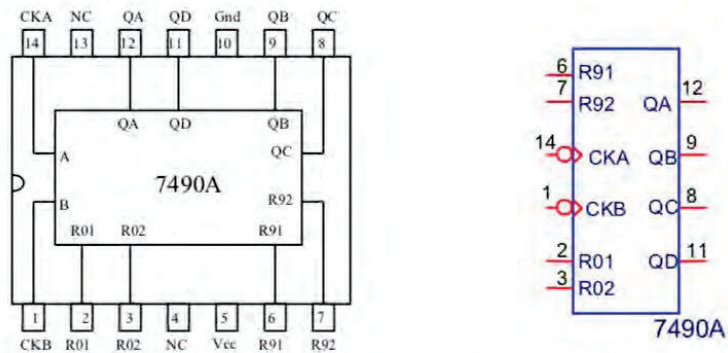 CKA NC QA QD Gnd QB QC
14 13 12 11 10 9 8
QA QD QB
A QC
7490A
B R92
R01 R02 R91
1 2 3 4 5 6 7
CKB R01 R02 NC Vcc R91 R92
6 R91
7 R92 QA 12
14 CKA QB 9
1 CKB QC 8
2 R01 QD 11
3 R02
7490A